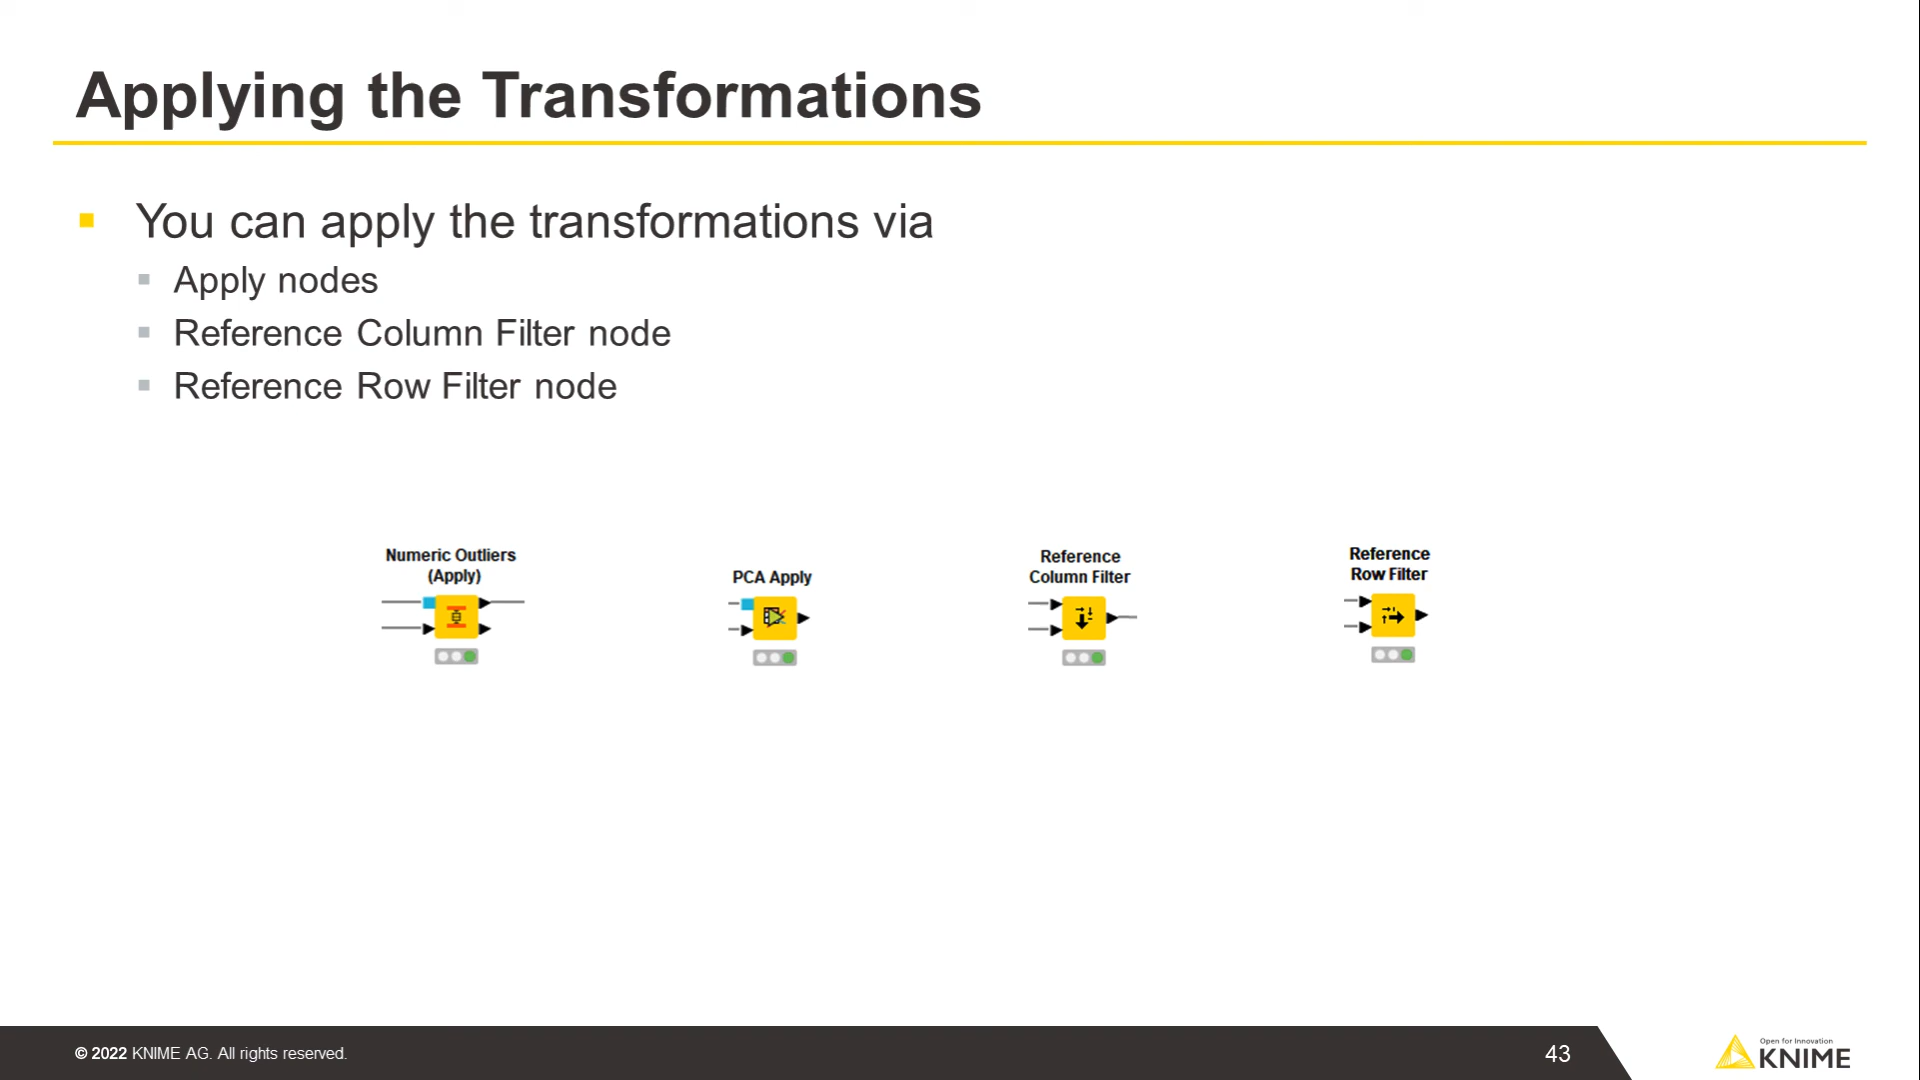 Applying the Transformations
You can apply the transformations via
Apply nodes
Reference Column Filter node
Reference Row Filter node
Numeric Outliers
(Apply)
PCA Apply
Reference
Column Filter
Reference
Row Filter
© 2022 KNIME AG. All rights reserved.
43
Open for Innovation
KNIME